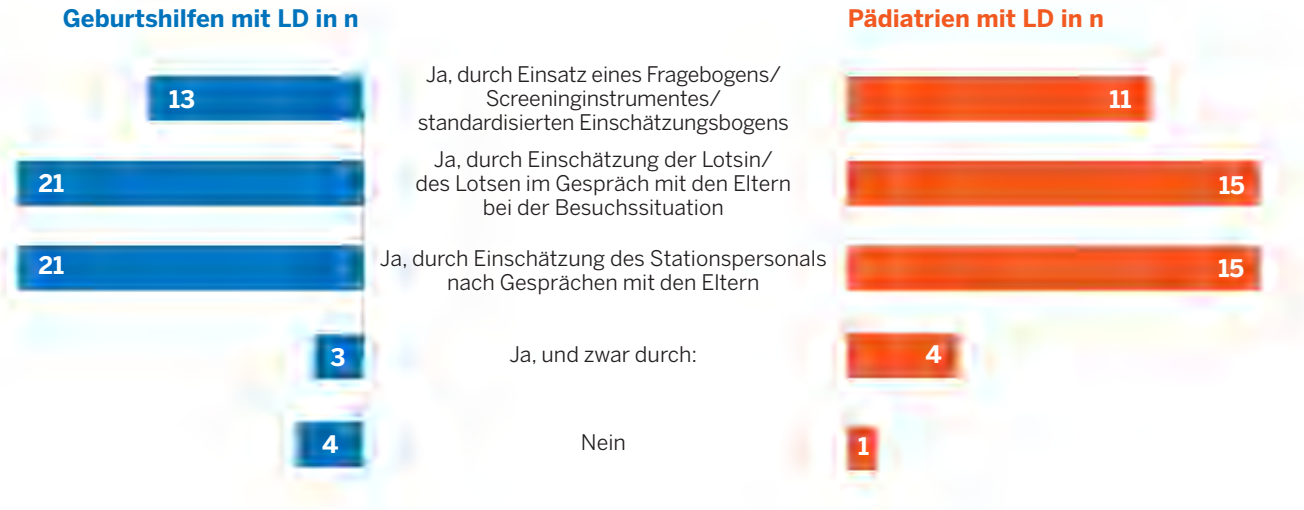 Geburtshilfen mit LD in n
Pädiatrien mit LD in n
13
Ja, durch Einsatz eines Fragebogens/
Screeninginstrumentes/
standardisierten Einschätzungsbogens
11
21
Ja, durch Einschätzung der Lotsin/
des Lotsen im Gespräch mit den Eltern
bei der Besuchssituation
15
21
Ja, durch Einschätzung des Stationspersonals
nach Gesprächen mit den Eltern
15
3
Ja, und zwar durch:
4
4
Nein
1